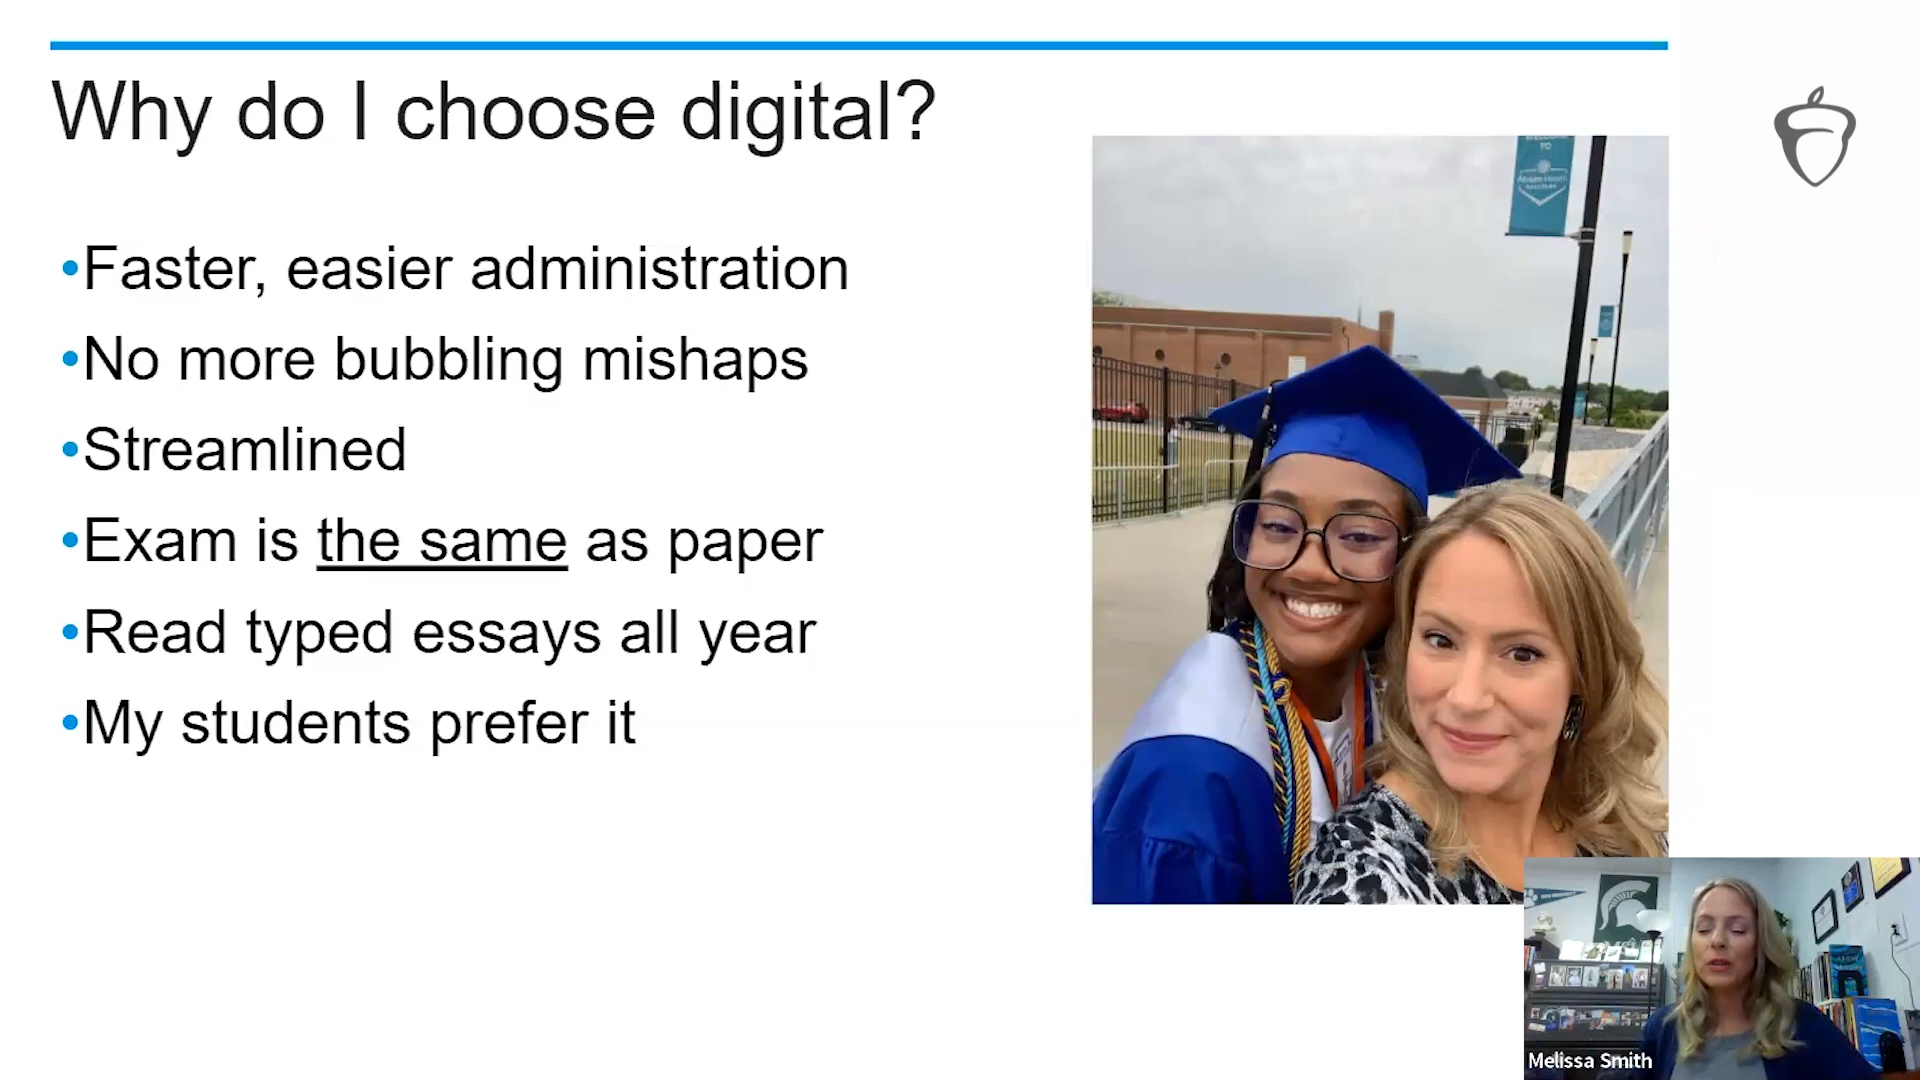 Why do I choose digital?
•Faster, easier administration
•No more bubbling mishaps
•Streamlined
•Exam is the same as paper
•Read typed essays all year
•My students prefer it
TO
Melissa Smith